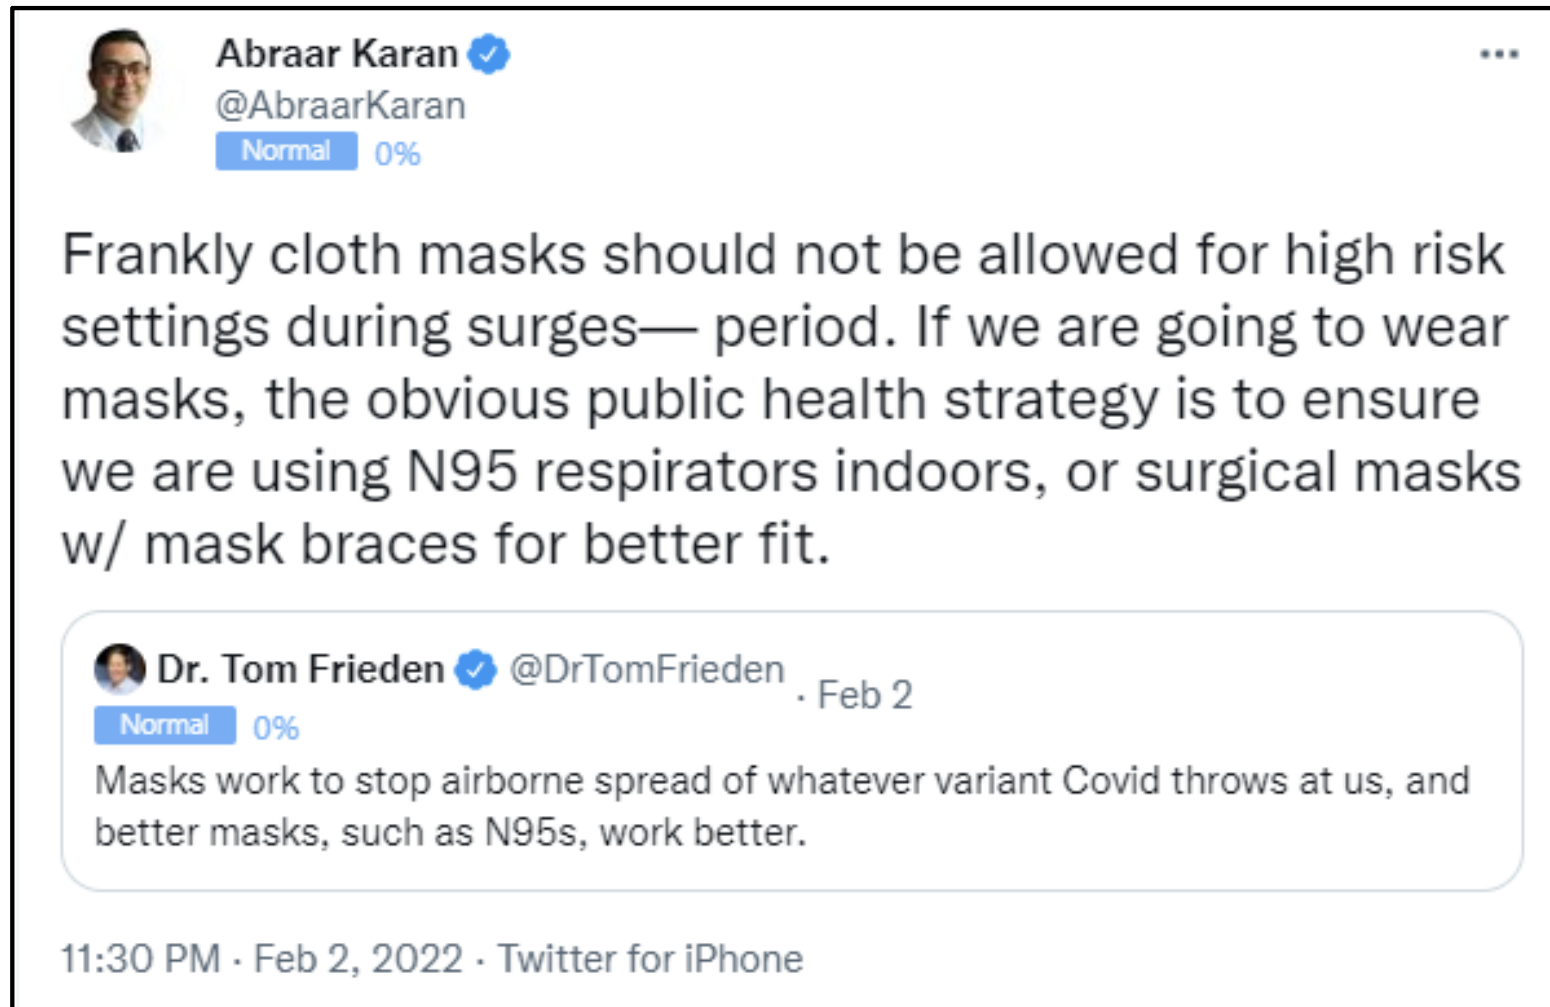 Abraar Karan
@AbraarKaran
Normal 0%
Frankly cloth masks should not be allowed for high risk
settings during surges— period. If we are going to wear
masks, the obvious public health strategy is to ensure
we are using N95 respirators indoors, or surgical masks
w/ mask braces for better fit.
Dr. Tom Frieden @DrTomFrieden · Feb 2
Normal 0%
Masks work to stop airborne spread of whatever variant Covid throws at us, and
better masks, such as N95s, work better.
11:30 PM · Feb 2, 2022 · Twitter for iPhone